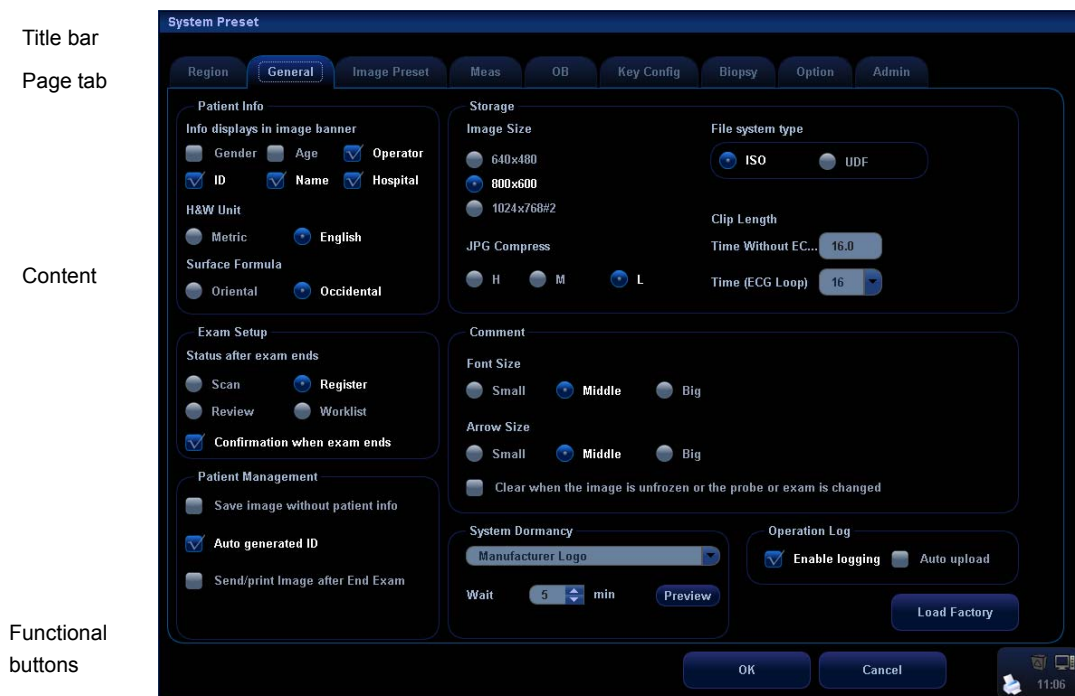 Title bar
Page tab
Content
Functional
buttons
System Preset
Region General Image Preset Meas OB Key Config Biopsy Option Admin
Patient Info
Info displays in image banner
Gender Age Operator
ID Name Hospital
H&W Unit
Metric English
Surface Formula
Oriental Occidental
Storage
Image Size
640x480
800x600
1024x768#2
JPG Compress
H M L
File system type
ISO UDF
Clip Length
Time Without EC... 16.0
Time (ECG Loop) 16
Exam Setup
Status after exam ends
Scan Register
Review Worklist
Confirmation when exam ends
Comment
Font Size
Small Middle Big
Arrow Size
Small Middle Big
Clear when the image is unfrozen or the probe or exam is changed
Patient Management
Save image without patient info
Auto generated ID
Send/print Image after End Exam
System Dormancy
Manufacturer Logo
Wait 5 min Preview
Operation Log
Enable logging Auto upload
Load Factory
OK Cancel
11:06